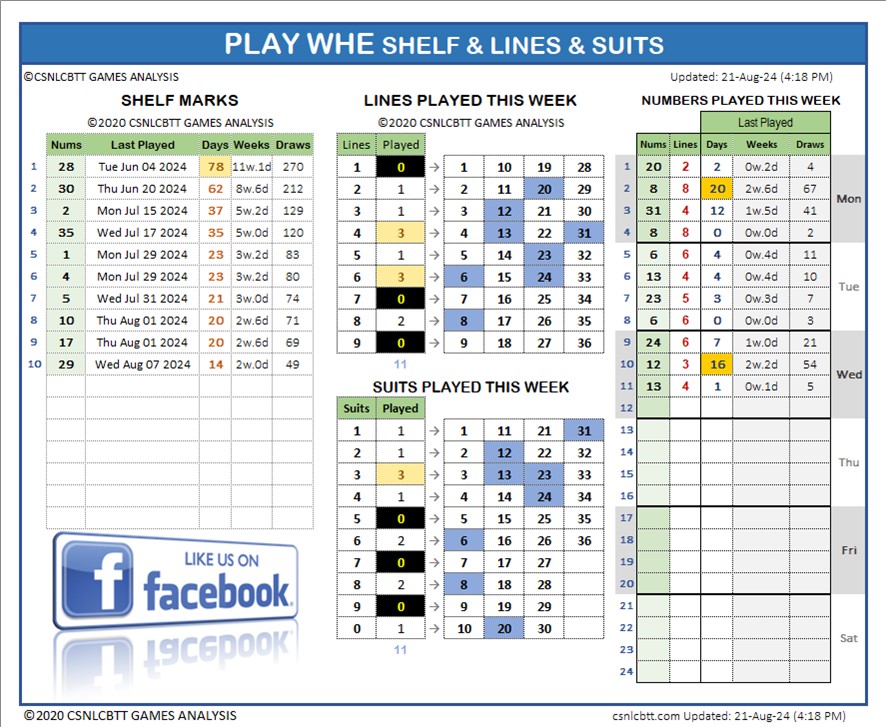 PLAY WHE SHELF & LINES & SUITS
©CSNLCBTT GAMES ANALYSIS
Updated: 21-Aug-24 (4:18 PM)
SHELF MARKS
©2020 CSNLCBTT GAMES ANALYSIS
Nums Last Played Days Weeks Draws
1 28 Tue Jun 04 2024 78 11w.1d 270
2 30 Thu Jun 20 2024 62 8w.6d 212
3 2 Mon Jul 15 2024 37 5w.2d 129
4 35 Wed Jul 17 2024 35 5w.0d 120
5 1 Mon Jul 29 2024 23 3w.2d 83
6 4 Mon Jul 29 2024 23 3w.2d 80
7 5 Wed Jul 31 2024 21 3w.0d 74
8 10 Thu Aug 01 2024 20 2w.6d 71
9 17 Thu Aug 01 2024 20 2w.6d 69
10 29 Wed Aug 07 2024 14 2w.0d 49
LIKE US ON
facebook
LINES PLAYED THIS WEEK
©2020 CSNLCBTT GAMES ANALYSIS
Lines Played
1 0 → 1 10 19 28
2 1 → 2 11 20 29
3 1 → 3 12 21 30
4 3 → 4 13 22 31
5 1 → 5 14 23 32
6 3 → 6 15 24 33
7 0 → 7 16 25 34
8 2 → 8 17 26 35
9 0 → 9 18 27 36
11
SUITS PLAYED THIS WEEK
Suits Played
1 1 → 1 11 21 31
2 1 → 2 12 22 32
3 3 → 3 13 23 33
4 1 → 4 14 24 34
5 0 → 5 15 25 35
6 2 → 6 16 26 36
7 0 → 7 17 27
8 2 → 8 18 28
9 0 → 9 19 29
0 1 → 10 20 30
11
NUMBERS PLAYED THIS WEEK
Last Played
Nums Lines Days Weeks Draws
1 20 2 2 0w.2d 4
2 8 8 20 2w.6d 67
Mon
3 31 4 12 1w.5d 41
4 8 8 0 0w.0d 2
5 6 6 4 0w.4d 11
6 13 4 4 0w.4d 10
Tue
7 23 5 3 0w.3d 7
8 6 6 0 0w.0d 3
9 24 6 7 1w.0d 21
10 12 3 16 2w.2d 54
Wed
11 13 4 1 0w.1d 5
12
13
14
Thu
15
16
17
18
Fri
19
20
21
22
Sat
23
24
©2020 CSNLCBTT GAMES ANALYSIS
csnlcbtt.com Updated: 21-Aug-24 (4:18 PM)